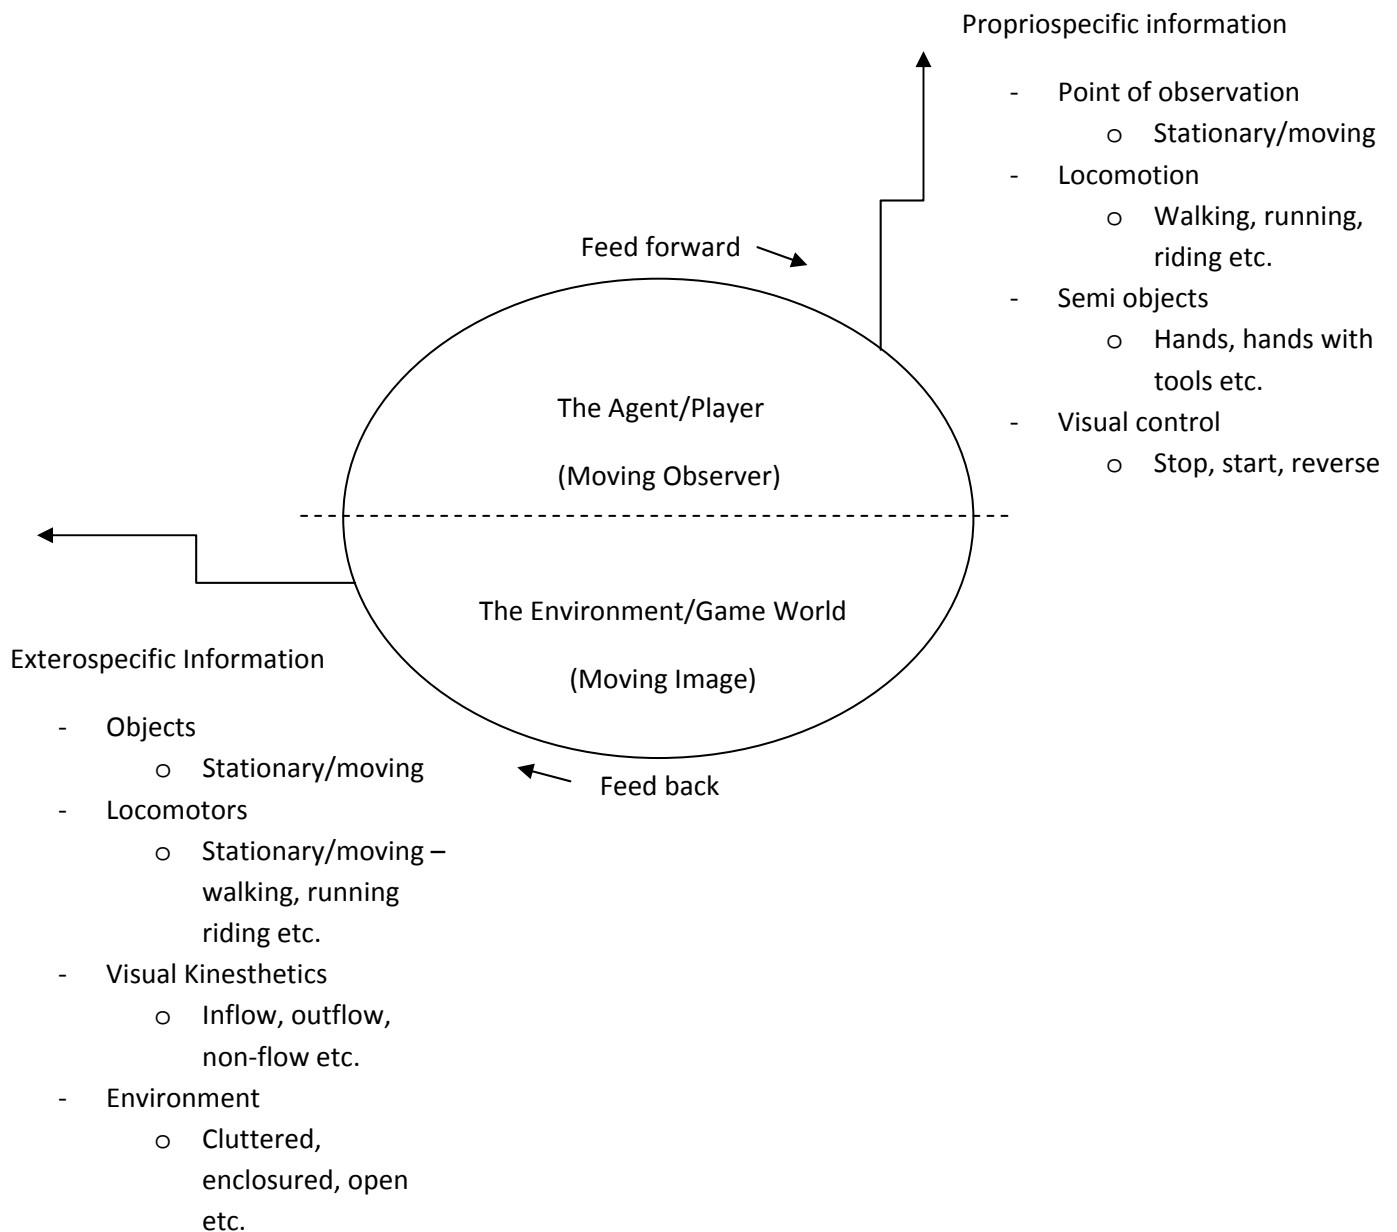 Propriospecific information
- Point of observation
o Stationary/moving
- Locomotion
o Walking, running,
riding etc.
- Semi objects
o Hands, hands with
tools etc.
- Visual control
o Stop, start, reverse
Feed forward
The Agent/Player
(Moving Observer)
The Environment/Game World
(Moving Image)
Feed back
Exterospecific Information
- Objects
o Stationary/moving
- Locomotors
o Stationary/moving –
walking, running
riding etc.
- Visual Kinesthetics
o Inflow, outflow,
non-flow etc.
- Environment
o Cluttered,
enclosured, open
etc.